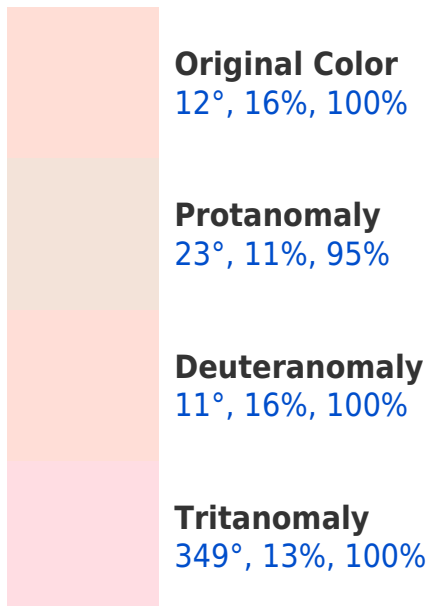 Original Color
12°, 16%, 100%
Protanomaly
23°, 11%, 95%
Deuteranomaly
11°, 16%, 100%
Tritanomaly
349°, 13%, 100%